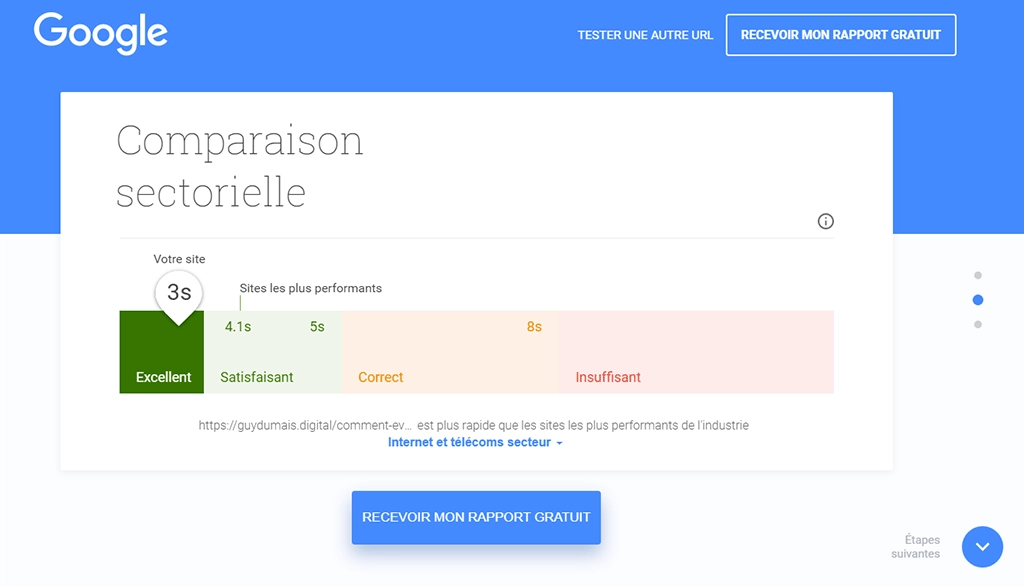 Google
TESTER UNE AUTRE URL
RECEVOIR MON RAPPORT GRATUIT
Comparaison
sectorielle
Votre site
3s
Sites les plus performants
4.1s
5s
8s
Excellent
Satisfaisant
Correct
Insuffisant
https://guydumais.digital/comment-ev... est plus rapide que les sites les plus performants de l'industrie
Internet et télécoms secteur
RECEVOIR MON RAPPORT GRATUIT
Étapes
suivantes